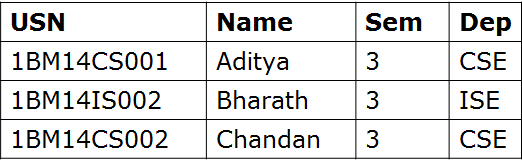 USN Name Sem Dep
1BM14CS001 Aditya 3 CSE
1BM14IS002 Bharath 3 ISE
1BM14CS002 Chandan 3 CSE